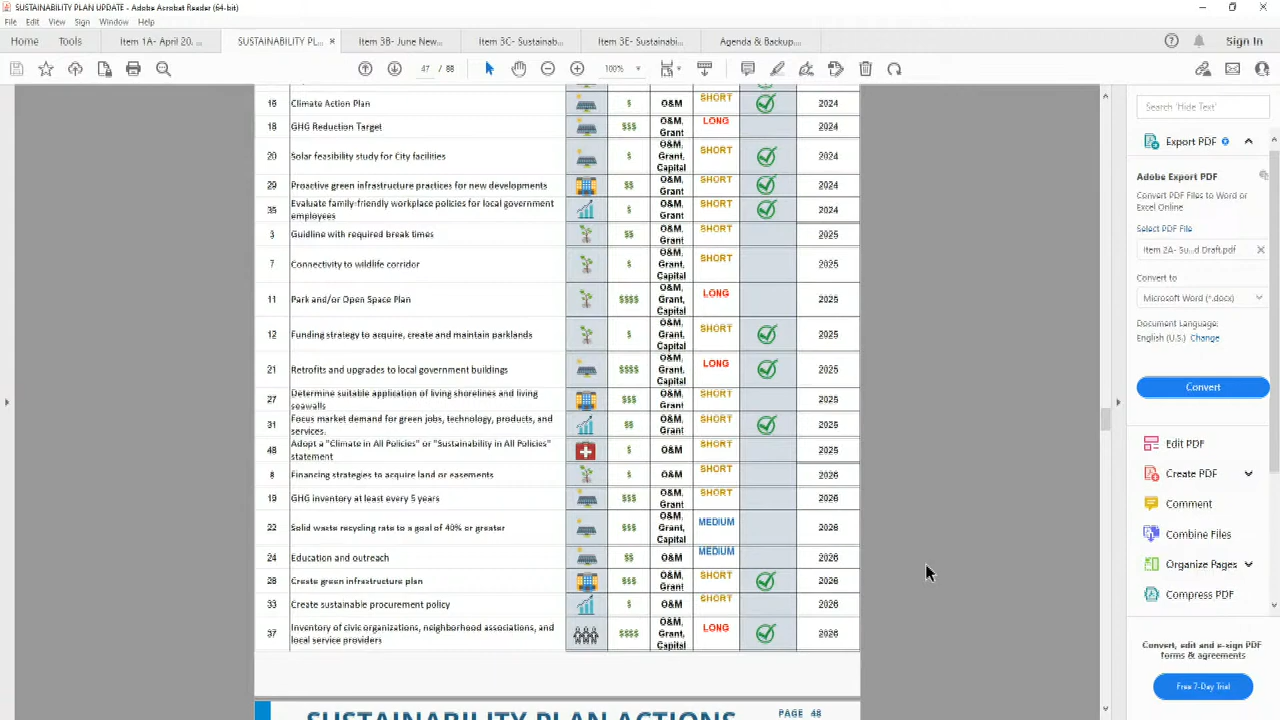 SUSTAINABILITY PLAN UPDATE - Adobe Acrobat Reader (64-bit)
File Edit View Sign Window Help
Home Tools Item 1A- April 20. ... SUSTAINABILITY PL... × Item 3B- June New... Item 3C- Sustainab... Item 3E- Sustainabi... Agenda & Backup... Sign In
47 / 88 100%
16 Climate Action Plan $ O&M SHORT 2024
18 GHG Reduction Target $$$ O&M, Grant LONG 2024
20 Solar feasibility study for City facilities $ O&M, Grant, Capital SHORT 2024
29 Proactive green infrastructure practices for new developments $$ O&M, Grant SHORT 2024
35 Evaluate family-friendly workplace policies for local government employees $ O&M, Grant SHORT 2024
3 Guidline with required break times $$ O&M, Grant SHORT 2025
7 Connectivity to wildlife corridor $ O&M, Grant, Capital SHORT 2025
11 Park and/or Open Space Plan $$$$ O&M, Grant, Capital LONG 2025
12 Funding strategy to acquire, create and maintain parklands $ O&M, Grant, Capital SHORT 2025
21 Retrofits and upgrades to local government buildings $$$$ O&M, Grant, Capital LONG 2025
27 Determine suitable application of living shorelines and living seawalls $$$ O&M, Grant SHORT 2025
31 Focus market demand for green jobs, technology, products, and services. $$ O&M, Grant SHORT 2025
48 Adopt a "Climate in All Policies" or "Sustainability in All Policies" statement $ O&M SHORT 2025
8 Financing strategies to acquire land or easements $ O&M SHORT 2026
19 GHG inventory at least every 5 years $$$ O&M, Grant SHORT 2026
22 Solid waste recycling rate to a goal of 40% or greater $$$ O&M, Grant, Capital MEDIUM 2026
24 Education and outreach $$ O&M MEDIUM 2026
28 Create green infrastructure plan $$$ O&M, Grant SHORT 2026
33 Create sustainable procurement policy $ O&M SHORT 2026
37 Inventory of civic organizations, neighborhood associations, and local service providers $$$$ O&M, Grant, Capital LONG 2026
SUSTAINABILITY PLAN ACTIONS PAGE 48
Search 'Hide Text'
Export PDF
Adobe Export PDF
Convert PDF Files to Word or Excel Online
Select PDF File
Item 2A- Su...d Draft.pdf ×
Convert to
Microsoft Word (*.docx)
Document Language:
English (U.S.) Change
Convert
Edit PDF
Create PDF
Comment
Combine Files
Organize Pages
Compress PDF
Convert, edit and e-sign PDF forms & agreements
Free 7-Day Trial